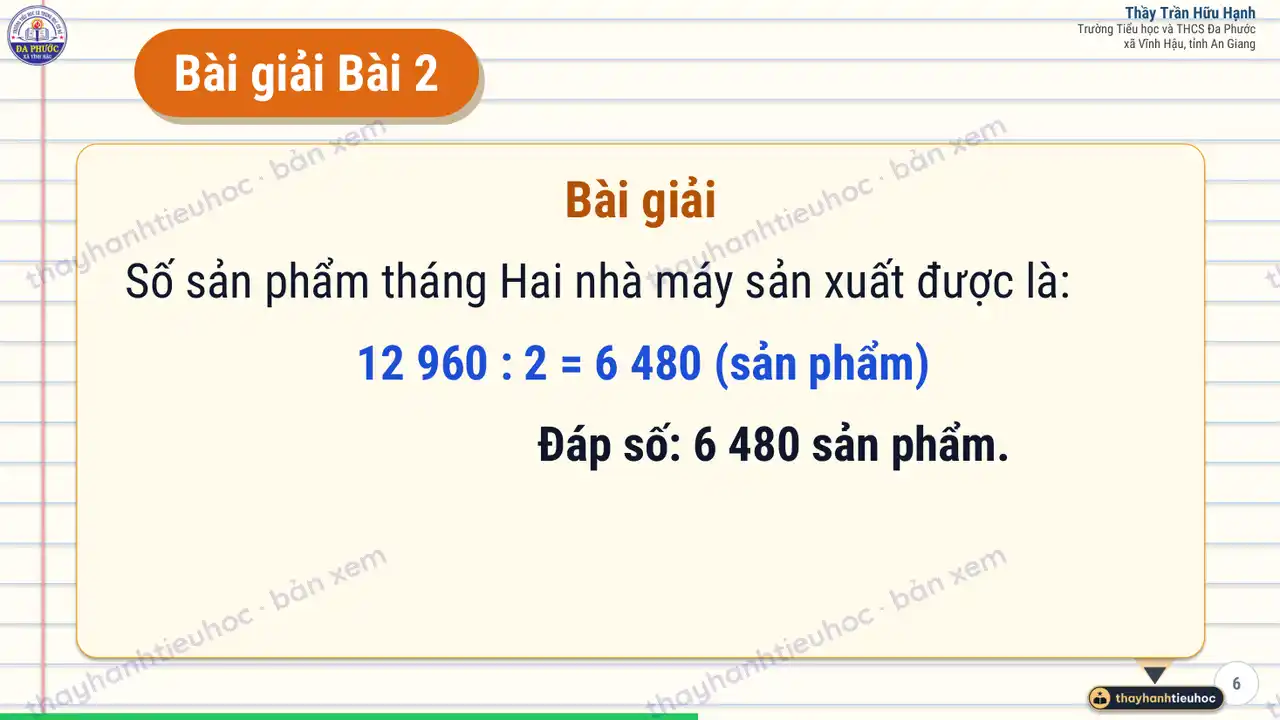 Thầy Trần Hữu Hạnh
Trường Tiểu học và THCS Đa Phước
xã Vĩnh Hậu, tỉnh An Giang
ĐA PHƯỚC
XÃ VĨNH HẬU
Bài giải Bài 2
thayhanhtieuhoc · bản xem
thayhanhtieuhoc · bản xem
Bài giải
Số sản phẩm tháng Hai nhà máy sản xuất được là:
12 960 : 2 = 6 480 (sản phẩm)
Đáp số: 6 480 sản phẩm.
thayhanhtieuhoc · bản xem
thayhanhtieuhoc · bản xem
thayhanhtieuhoc
6